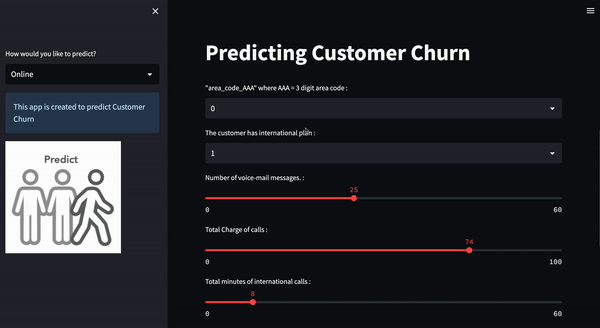 How would you like to predict?
Online
This app is created to predict Customer
Churn
Predict
Predicting Customer Churn
"area_code_AAA" where AAA = 3 digit area code :
0
The customer has international plan :
1
Number of voice-mail messages. :
25
0 60
Total Charge of calls :
74
0 100
Total minutes of international calls :
8
0 60